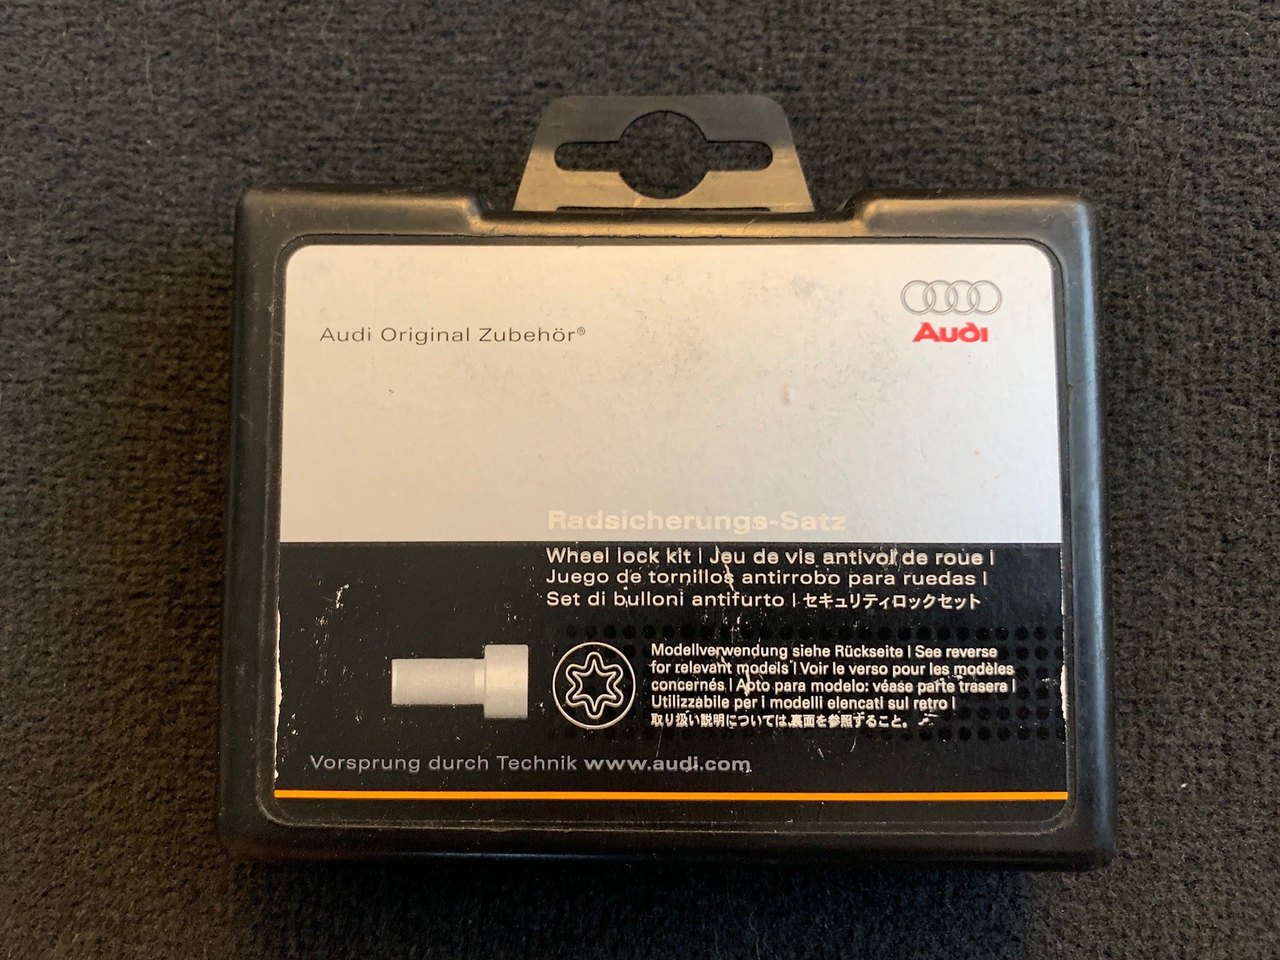 Audi Original Zubehör®
Audi
Radsicherungs-Satz
Wheel lock kit | Jeu de vis antivol de roue |
Juego de tornillos antirrobo para ruedas |
Set di bulloni antifurto | セキュリティロックセット
Modellverwendung siehe Rückseite | See reverse
for relevant models | Voir le verso pour les modèles
concernés | Apto para modelo: véase parte trasera |
Utilizzabile per i modelli elencati sul retro |
取り扱い説明については、裏面を参照すること。
Vorsprung durch Technik www.audi.com